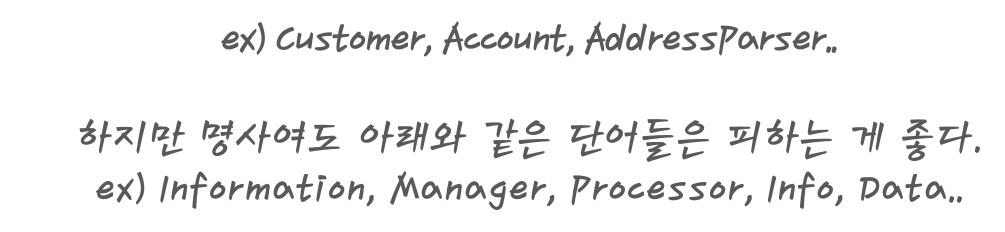 ex) Customer, Account, AddressParser..
하지만 명사여도 아래와 같은 단어들은 피하는 게 좋다.
ex) Information, Manager, Processor, Info, Data..